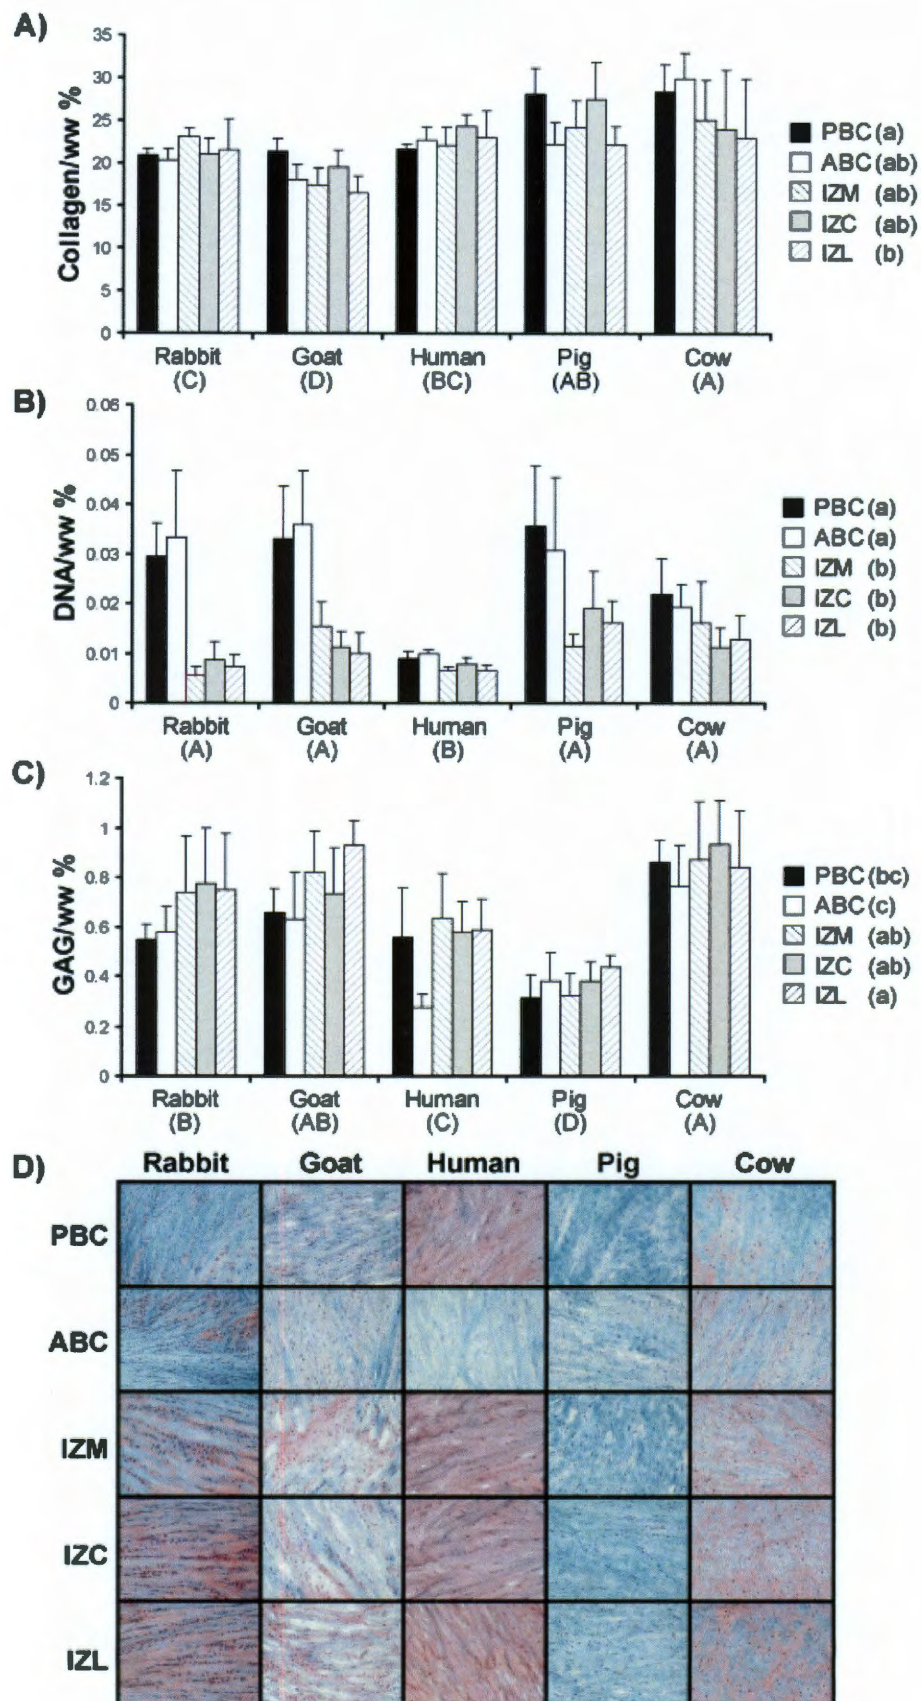 A)
Collagen/ww %
35
30
25
20
15
10
5
0
PBC (a)
ABC (ab)
IZM (ab)
IZC (ab)
IZL (b)
Rabbit Goat Human Pig Cow
(C) (D) (BC) (AB) (A)
B)
DNA/ww %
0.06
0.05
0.04
0.03
0.02
0.01
0
PBC (a)
ABC (a)
IZM (b)
IZC (b)
IZL (b)
Rabbit Goat Human Pig Cow
(A) (A) (B) (A) (A)
C)
GAG/ww %
1.2
1
0.8
0.6
0.4
0.2
0
PBC (bc)
ABC (c)
IZM (ab)
IZC (ab)
IZL (a)
Rabbit Goat Human Pig Cow
(B) (AB) (C) (D) (A)
D)
Rabbit Goat Human Pig Cow
PBC
ABC
IZM
IZC
IZL